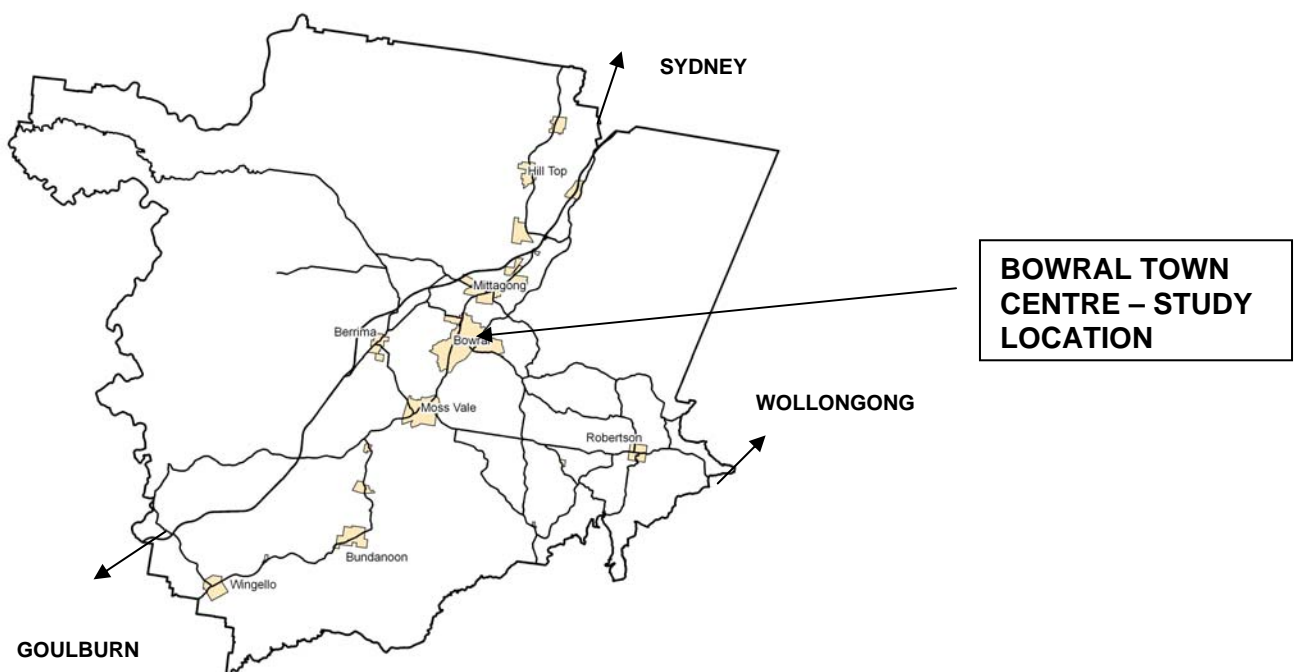 SYDNEY
Hill Top
BOWRAL TOWN
CENTRE – STUDY
LOCATION
Mittagong
Berrima
Bowral
Moss Vale
WOLLONGONG
Robertson
Bundanoon
Wingello
GOULBURN